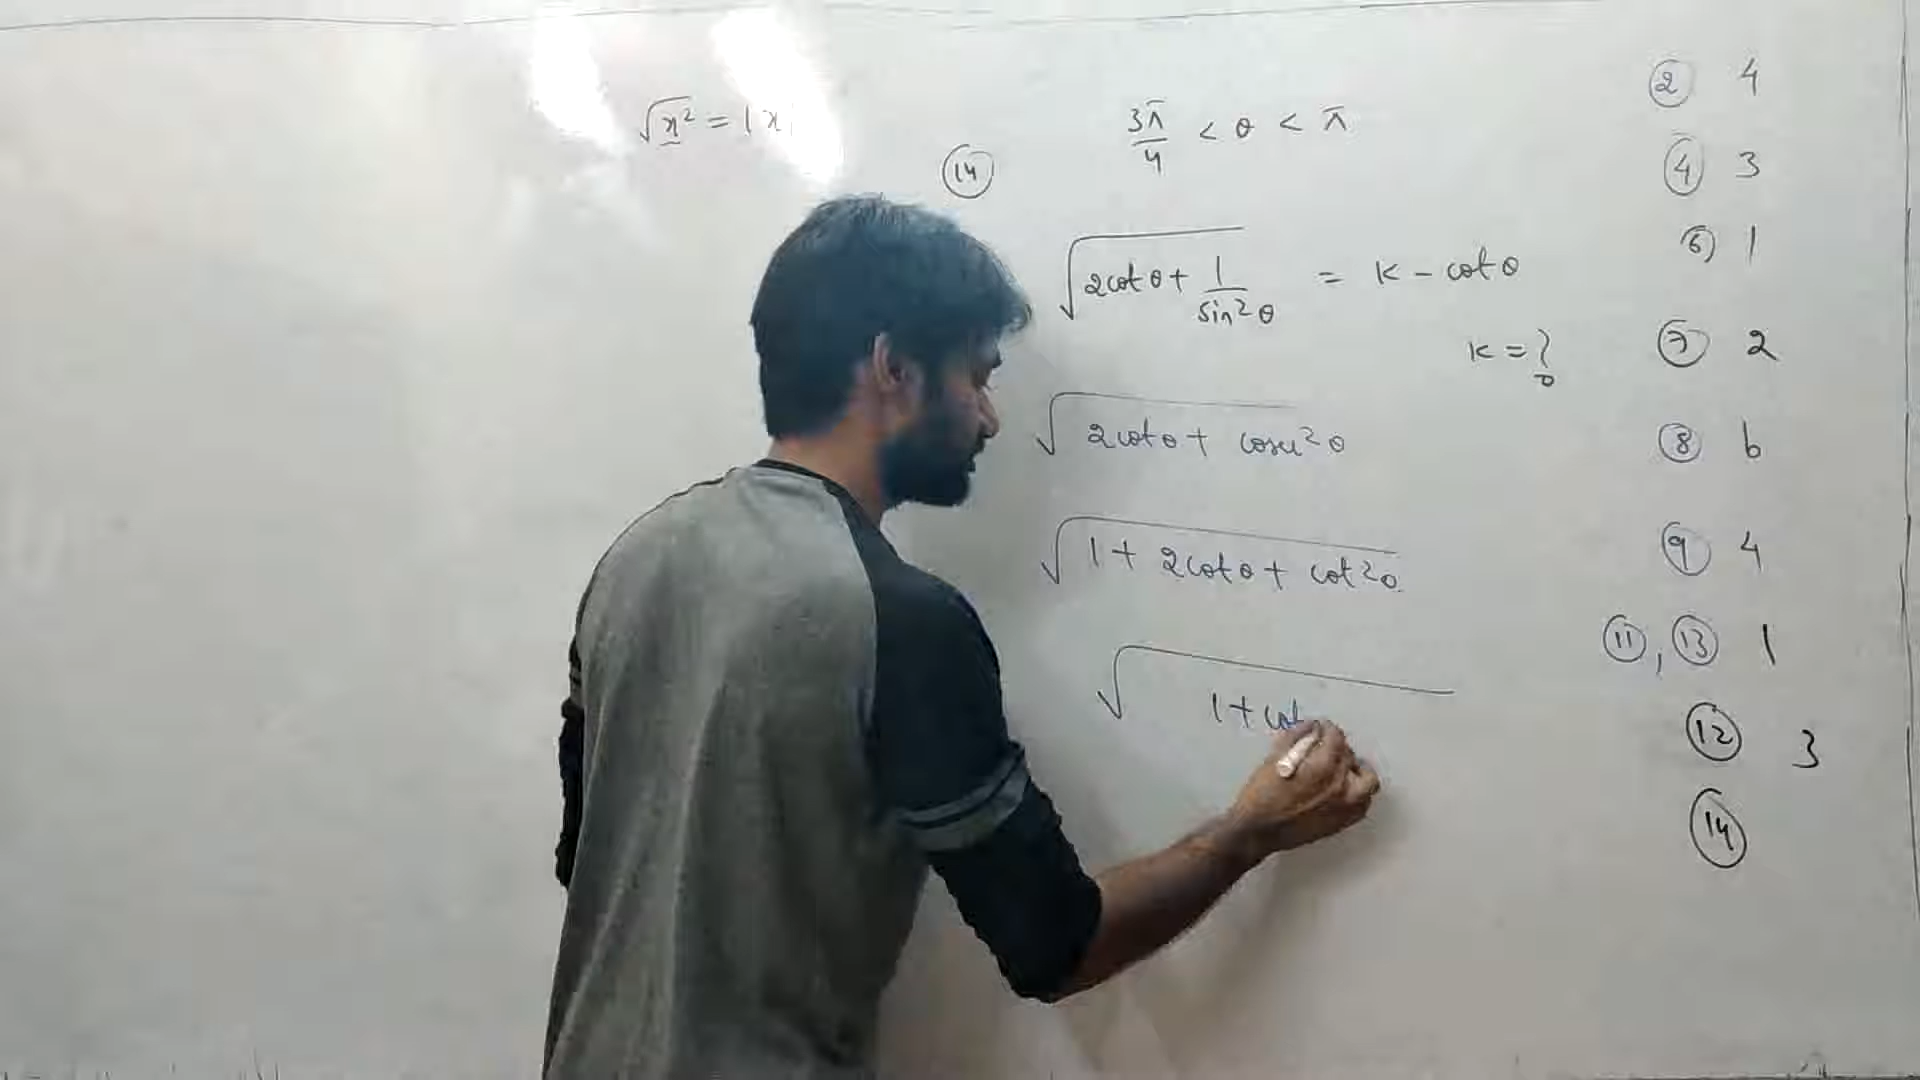 √x² = |x|
3π/4 < θ < π
(14)
√(2cotθ + 1/sin²θ) = K - cotθ
K = ?
√(2cotθ + cosec²θ)
√(1 + 2cotθ + cot²θ)
√(1 + cot
(2) 4
(4) 3
(6) 1
(7) 2
(8) b
(9) 4
(11), (13) 1
(12) 3
(14)